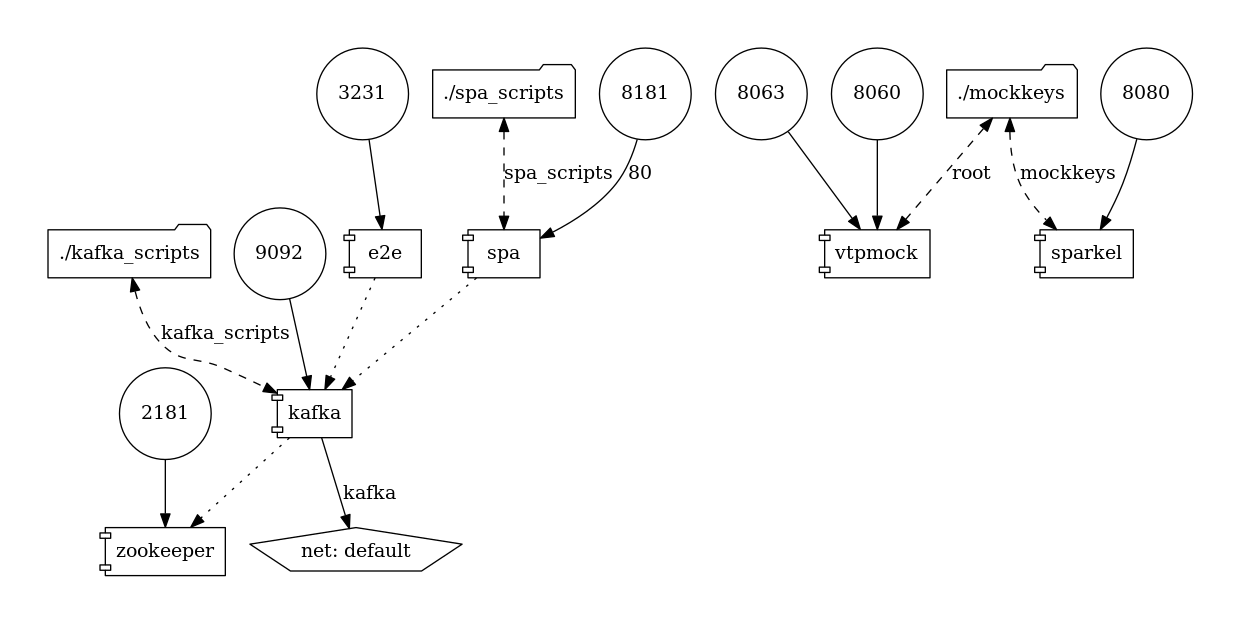 3231
./spa_scripts
8181
8063
8060
./mockkeys
8080
spa_scripts
80
root
mockkeys
./kafka_scripts
9092
e2e
spa
vtpmock
sparkel
kafka_scripts
2181
kafka
kafka
zookeeper
net: default